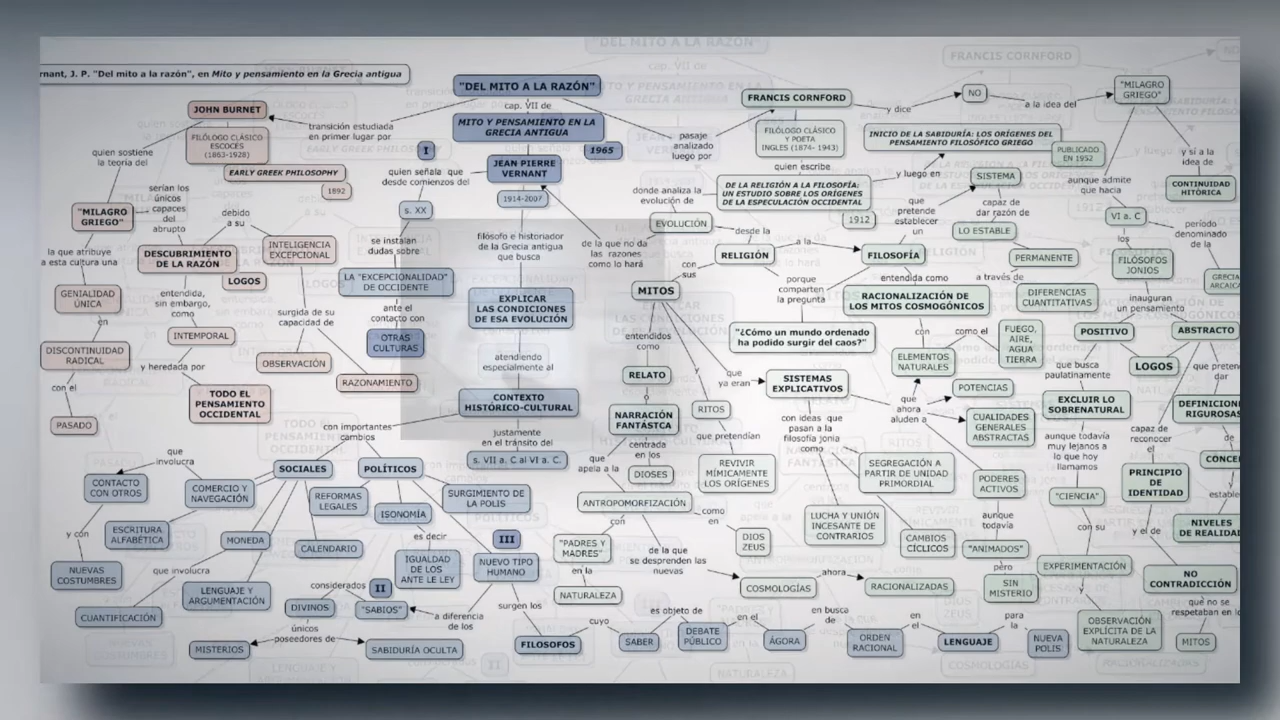 rnant, J. P. "Del mito a la razón", en Mito y pensamiento en la Grecia antigua
JOHN BURNET
FILÓLOGO CLÁSICO
ESCOCÉS
(1863-1928)
EARLY GREEK PHILOSOPHY
1892
quien sostiene
la teoría del
"MILAGRO
GRIEGO"
serían los
únicos
capaces
del
abrupto
debido
a su
INTELIGENCIA
EXCEPCIONAL
DESCUBRIMIENTO
DE LA RAZÓN
LOGOS
la que atribuye
a esta cultura una
GENIALIDAD
ÚNICA
en
DISCONTINUIDAD
RADICAL
con el
PASADO
entendida,
sin embargo,
como
INTEMPORAL
y heredada por
TODO EL
PENSAMIENTO
OCCIDENTAL
surgida de su
capacidad de
OBSERVACIÓN
RAZONAMIENTO
transición estudiada
en primer lugar por
"DEL MITO A LA RAZÓN"
cap. VII de
MITO Y PENSAMIENTO EN LA
GRECIA ANTIGUA
1965
I
JEAN PIERRE
VERNANT
1914-2007
quien señala que
desde comienzos del
s. XX
se instalan
dudas sobre
LA "EXCEPCIONALIDAD"
DE OCCIDENTE
ante el
contacto con
OTRAS
CULTURAS
filósofo e historiador
de la Grecia antigua
que busca
de la que no da
las razones
como lo hará
EXPLICAR
LAS CONDICIONES
DE ESA EVOLUCIÓN
atendiendo
especialmente al
CONTEXTO
HISTÓRICO-CULTURAL
justamente
en el tránsito del
s. VII a. C al VI a. C.
con importantes
cambios
que
involucra
SOCIALES
POLÍTICOS
CONTACTO
CON OTROS
COMERCIO Y
NAVEGACIÓN
REFORMAS
LEGALES
ISONOMÍA
SURGIMIENTO DE
LA POLIS
ESCRITURA
ALFABÉTICA
y cón
MONEDA
CALENDARIO
es decir
III
NUEVAS
COSTUMBRES
que involucra
IGUALDAD
DE LOS
ANTE LE LEY
NUEVO TIPO
HUMANO
LENGUAJE Y
ARGUMENTACIÓN
considerados
II
CUANTIFICACIÓN
DIVINOS
"SABIOS"
a diferencia
de los
surgen los
únicos
poseedores de
MISTERIOS
SABIDURÍA OCULTA
FILOSOFOS
cuyo
SABER
es objeto de
DEBATE
PÚBLICO
en el
ÁGORA
en busca
de
ORDEN
RACIONAL
en
el
LENGUAJE
para
la
NUEVA
POLIS
pasaje
analizado
luego por
FRANCIS CORNFORD
FILÓLOGO CLÁSICO
Y POETA
INGLES (1874- 1943)
quien escribe
DE LA RELIGIÓN A LA FILOSOFÍA:
UN ESTUDIO SOBRE LOS ORÍGENES
DE LA ESPECULACIÓN OCCIDENTAL
1912
donde analiza la
evolución de
EVOLUCIÓN
desde la
RELIGIÓN
a la
FILOSOFÍA
con
sus
MITOS
porque
comparten
la pregunta
"¿Cómo un mundo ordenado
ha podido surgir del caos?"
entendidos
como
RELATO
que
ya eran
SISTEMAS
EXPLICATIVOS
NARRACIÓN
FANTÁSTCA
RITOS
centrada
en los
que pretendían
que
apela a la
DIOSES
REVIVIR
MÍMICAMENTE
LOS ORÍGENES
con ideas que
pasan a la
filosofía jonia
como
ANTROPOMORFIZACIÓN
con
como
en
"PADRES Y
MADRES"
de la que
se desprenden las
nuevas
DIOS
ZEUS
en la
NATURALEZA
COSMOLOGÍAS
ahora
RACIONALIZADAS
SEGREGACIÓN A
PARTIR DE UNIDAD
PRIMORDIAL
LUCHA Y UNIÓN
INCESANTE DE
CONTRARIOS
CAMBIOS
CÍCLICOS
y dice
NO
a la idea del
"MILAGRO
GRIEGO"
INICIO DE LA SABIDURÍA: LOS ORÍGENES DEL
PENSAMIENTO FILOSÓFICO GRIEGO
PUBLICADO
EN 1952
y luego en
SISTEMA
que
pretende
establecer
un
capaz de
dar razón de
LO ESTABLE
PERMANENTE
entendida como
a través de
RACIONALIZACIÓN DE
LOS MITOS COSMOGÓNICOS
DIFERENCIAS
CUANTITATIVAS
con
como el
ELEMENTOS
NATURALES
FUEGO,
AIRE,
AGUA
TIERRA
que
ahora
aluden a
POTENCIAS
CUALIDADES
GENERALES
ABSTRACTAS
PODERES
ACTIVOS
aunque
todavía
"ANIMADOS"
pero
SIN
MISTERIO
aunque admite
que hacia
y sí a la
idea de
CONTINUIDAD
HITÓRICA
VI a. C
los
período
denominado
de la
FILÓSOFOS
JONIOS
GRECIA
ARCAIC
inauguran
un pensamiento
POSITIVO
ABSTRACTO
que busca
paulatinamente
LOGOS
que preten
dar
EXCLUIR LO
SOBRENATURAL
DEFINICION
RIGUROSA
aunque todavía
muy lejanos a
lo que hoy
llamamos
capaz de
reconocer
el
CONCE
"CIENCIA"
PRINCIPIO
DE
IDENTIDAD
estable
con su
y el de
NIVELES
DE REALIDA
EXPERIMENTACIÓN
NO
CONTRADICCIÓN
OBSERVACIÓN
EXPLÍCITA DE LA
NATURALEZA
que no se
respetaban en lo
MITOS